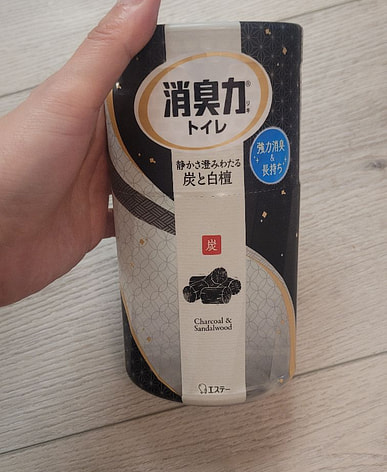 消臭力®
トイレ
静かさ澄みわたる
炭と白檀
強力消臭
&
長持ち
炭
Charcoal &
Sandalwood
エステー